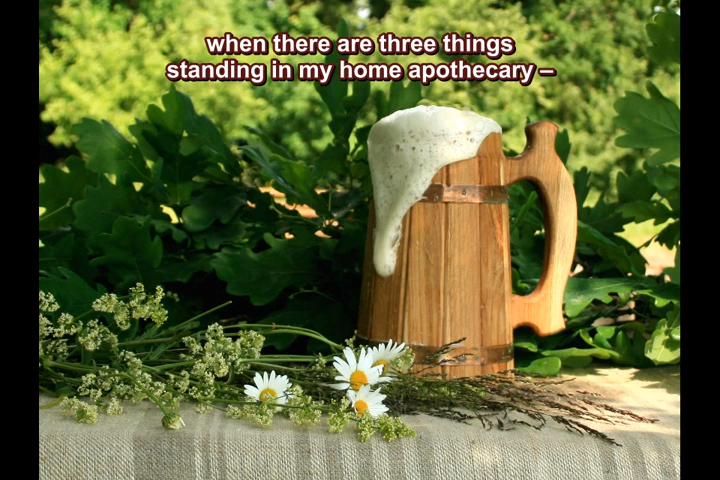 when there are three things
standing in my home apothecary –